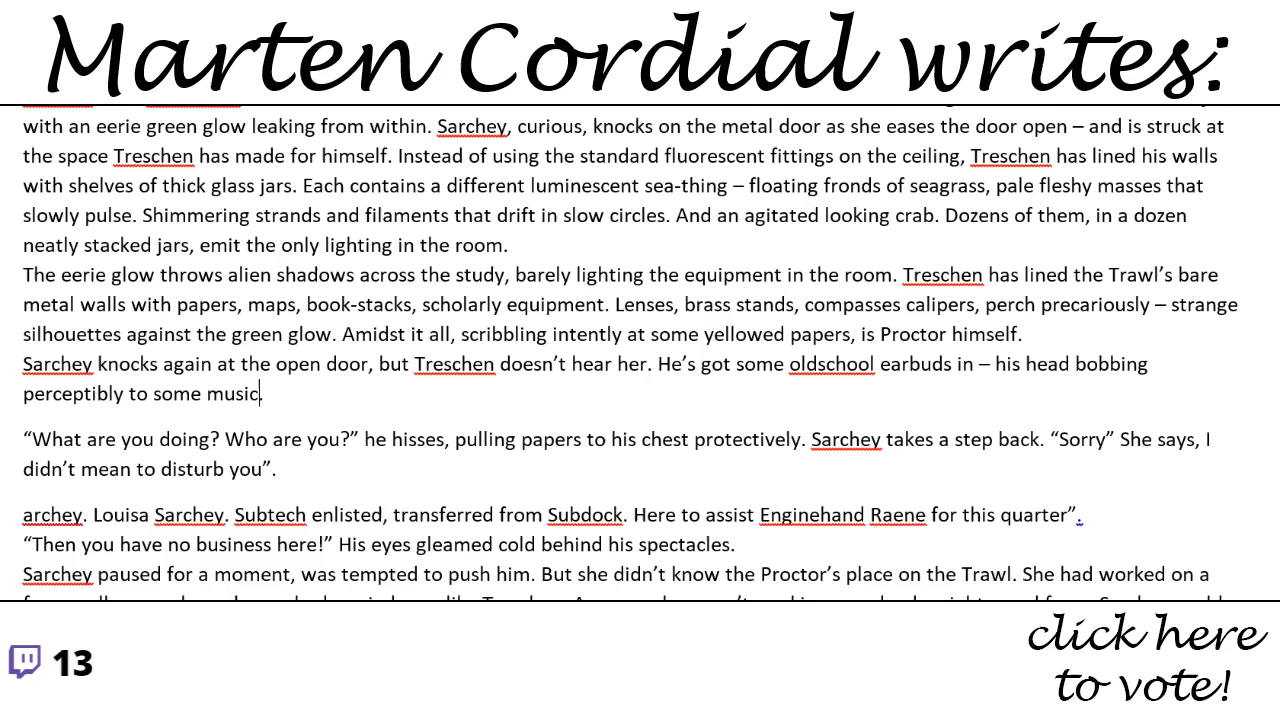 Marten Cordial writes:
with an eerie green glow leaking from within. Sarchey, curious, knocks on the metal door as she eases the door open – and is struck at
the space Treschen has made for himself. Instead of using the standard fluorescent fittings on the ceiling, Treschen has lined his walls
with shelves of thick glass jars. Each contains a different luminescent sea-thing – floating fronds of seagrass, pale fleshy masses that
slowly pulse. Shimmering strands and filaments that drift in slow circles. And an agitated looking crab. Dozens of them, in a dozen
neatly stacked jars, emit the only lighting in the room.
The eerie glow throws alien shadows across the study, barely lighting the equipment in the room. Treschen has lined the Trawl’s bare
metal walls with papers, maps, book-stacks, scholarly equipment. Lenses, brass stands, compasses calipers, perch precariously – strange
silhouettes against the green glow. Amidst it all, scribbling intently at some yellowed papers, is Proctor himself.
Sarchey knocks again at the open door, but Treschen doesn’t hear her. He’s got some oldschool earbuds in – his head bobbing
perceptibly to some music.
“What are you doing? Who are you?” he hisses, pulling papers to his chest protectively. Sarchey takes a step back. “Sorry” She says, I
didn’t mean to disturb you”.
archey. Louisa Sarchey. Subtech enlisted, transferred from Subdock. Here to assist Enginehand Raene for this quarter”.
“Then you have no business here!” His eyes gleamed cold behind his spectacles.
Sarchey paused for a moment, was tempted to push him. But she didn’t know the Proctor’s place on the Trawl. She had worked on a
13
click here
to vote!